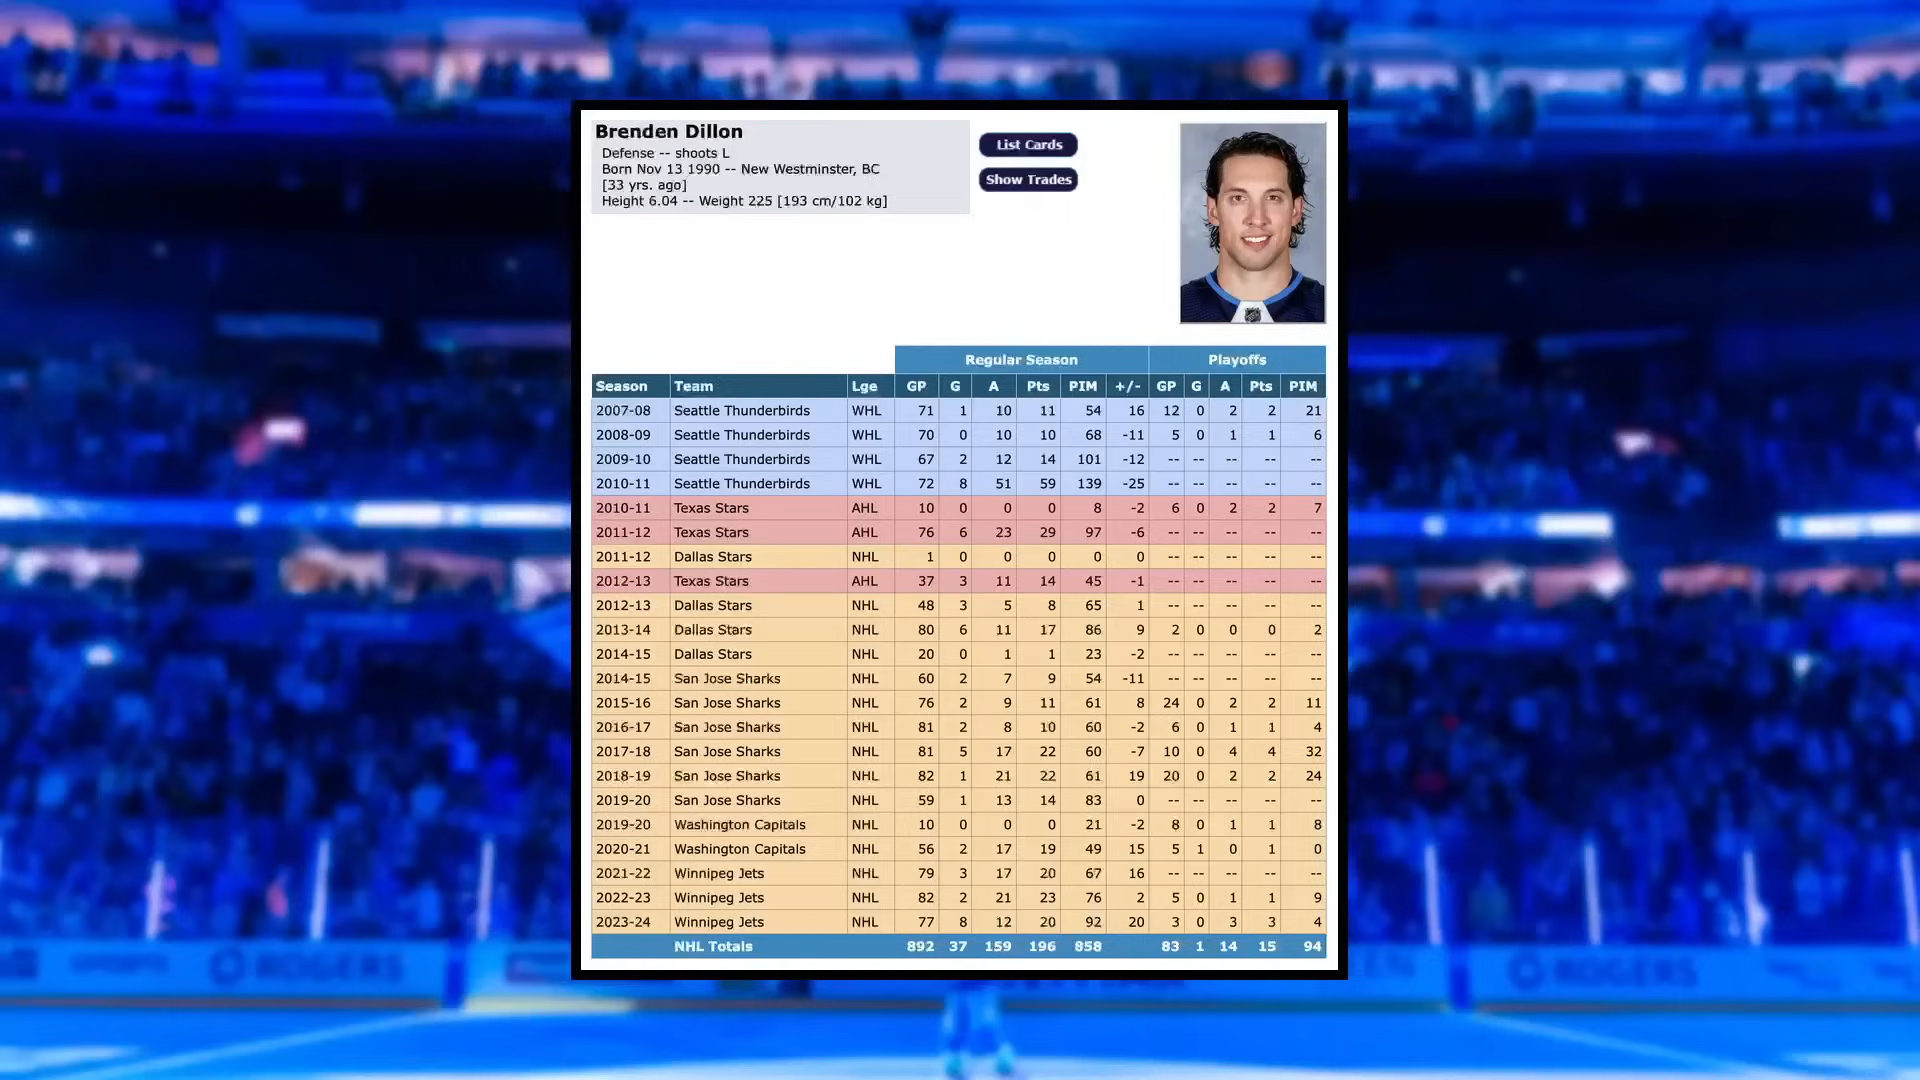 Brenden Dillon
Defense -- shoots L
Born Nov 13 1990 -- New Westminster, BC
[33 yrs. ago]
Height 6.04 -- Weight 225 [193 cm/102 kg]
List Cards
Show Trades
Regular Season Playoffs
Season Team Lge GP G A Pts PIM +/- GP G A Pts PIM
2007-08 Seattle Thunderbirds WHL 71 1 10 11 54 16 12 0 2 2 21
2008-09 Seattle Thunderbirds WHL 70 0 10 10 68 -11 5 0 1 1 6
2009-10 Seattle Thunderbirds WHL 67 2 12 14 101 -12 -- -- -- -- --
2010-11 Seattle Thunderbirds WHL 72 8 51 59 139 -25 -- -- -- -- --
2010-11 Texas Stars AHL 10 0 0 0 8 -2 6 0 2 2 7
2011-12 Texas Stars AHL 76 6 23 29 97 -6 -- -- -- -- --
2011-12 Dallas Stars NHL 1 0 0 0 0 0 -- -- -- -- --
2012-13 Texas Stars AHL 37 3 11 14 45 -1 -- -- -- -- --
2012-13 Dallas Stars NHL 48 3 5 8 65 1 -- -- -- -- --
2013-14 Dallas Stars NHL 80 6 11 17 86 9 2 0 0 0 2
2014-15 Dallas Stars NHL 20 0 1 1 23 -2 -- -- -- -- --
2014-15 San Jose Sharks NHL 60 2 7 9 54 -11 -- -- -- -- --
2015-16 San Jose Sharks NHL 76 2 9 11 61 8 24 0 2 2 11
2016-17 San Jose Sharks NHL 81 2 8 10 60 -2 6 0 1 1 4
2017-18 San Jose Sharks NHL 81 5 17 22 60 -7 10 0 4 4 32
2018-19 San Jose Sharks NHL 82 1 21 22 61 19 20 0 2 2 24
2019-20 San Jose Sharks NHL 59 1 13 14 83 0 -- -- -- -- --
2019-20 Washington Capitals NHL 10 0 0 0 21 -2 8 0 1 1 8
2020-21 Washington Capitals NHL 56 2 17 19 49 15 5 1 0 1 0
2021-22 Winnipeg Jets NHL 79 3 17 20 67 16 -- -- -- -- --
2022-23 Winnipeg Jets NHL 82 2 21 23 76 2 5 0 1 1 9
2023-24 Winnipeg Jets NHL 77 8 12 20 92 20 3 0 3 3 4
NHL Totals 892 37 159 196 858 83 1 14 15 94
ROGERS
ROGERS